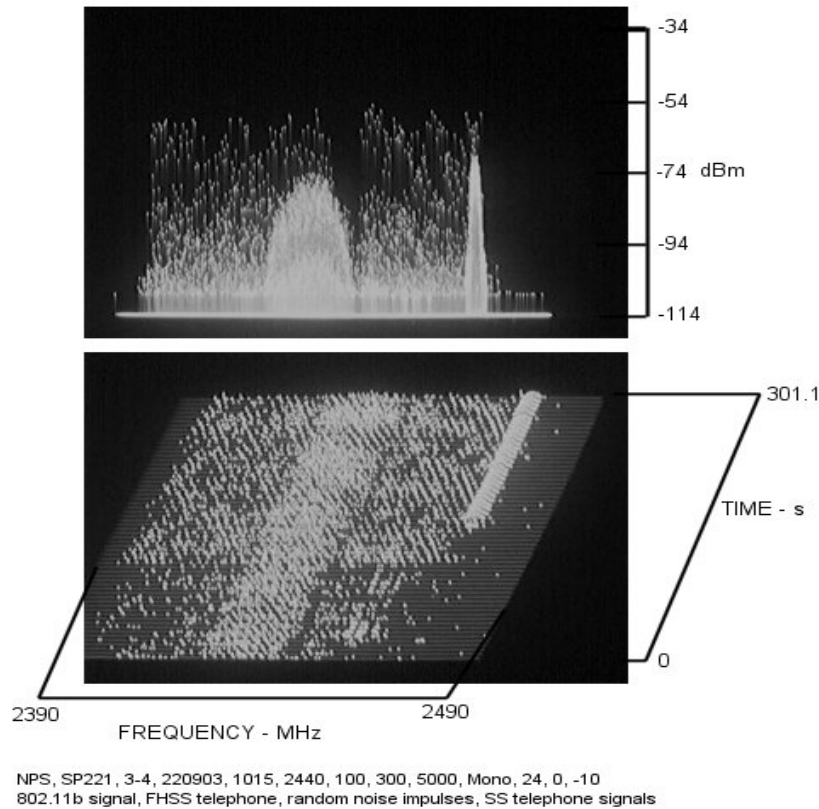 -34
-54
-74 dBm
-94
-114
301.1
TIME - s
0
2390
2490
FREQUENCY - MHz
NPS, SP221, 3-4, 220903, 1015, 2440, 100, 300, 5000, Mono, 24, 0, -10
802.11b signal, FHSS telephone, random noise impulses, SS telephone signals